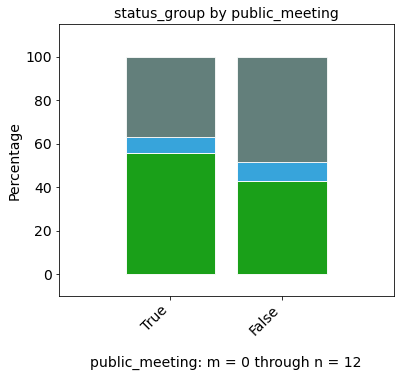 status_group by public_meeting
100
80
60
40
20
0
Percentage
True
False
public_meeting: m = 0 through n = 12